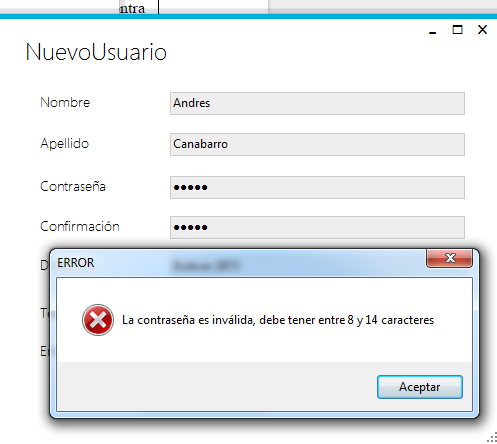 ntra
NuevoUsuario
Nombre Andres
Apellido Canabarro
Contraseña •••••
Confirmación •••••
D
ERROR
Te
La contraseña es inválida, debe tener entre 8 y 14 caracteres
Aceptar